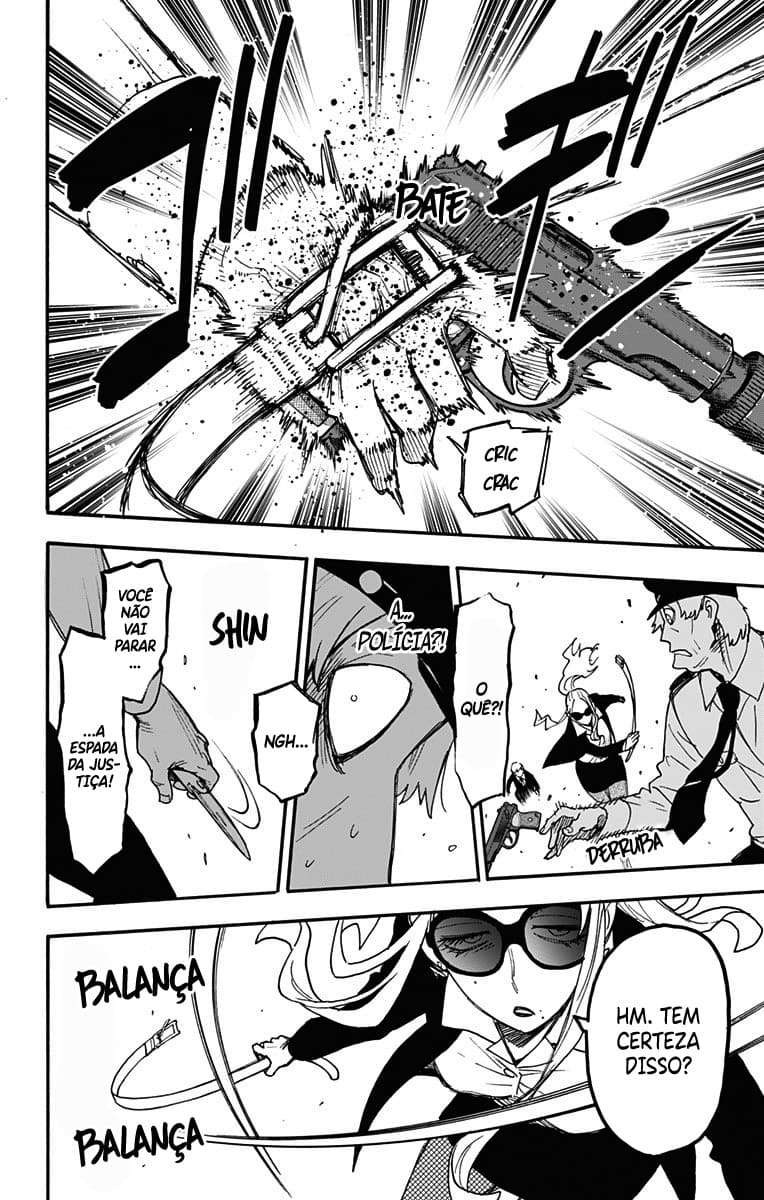 BATE
CRIC
CRAC
O
QUÊ?!
DERRUBA
A...
POLÍCIA?!
NGH...
SHIN
VOCÊ
NÃO
VAI
PARAR
...
...A
ESPADA
DA JUS-
TIÇA!
HM. TEM
CERTEZA
DISSO?
BALANÇA
BALANÇA